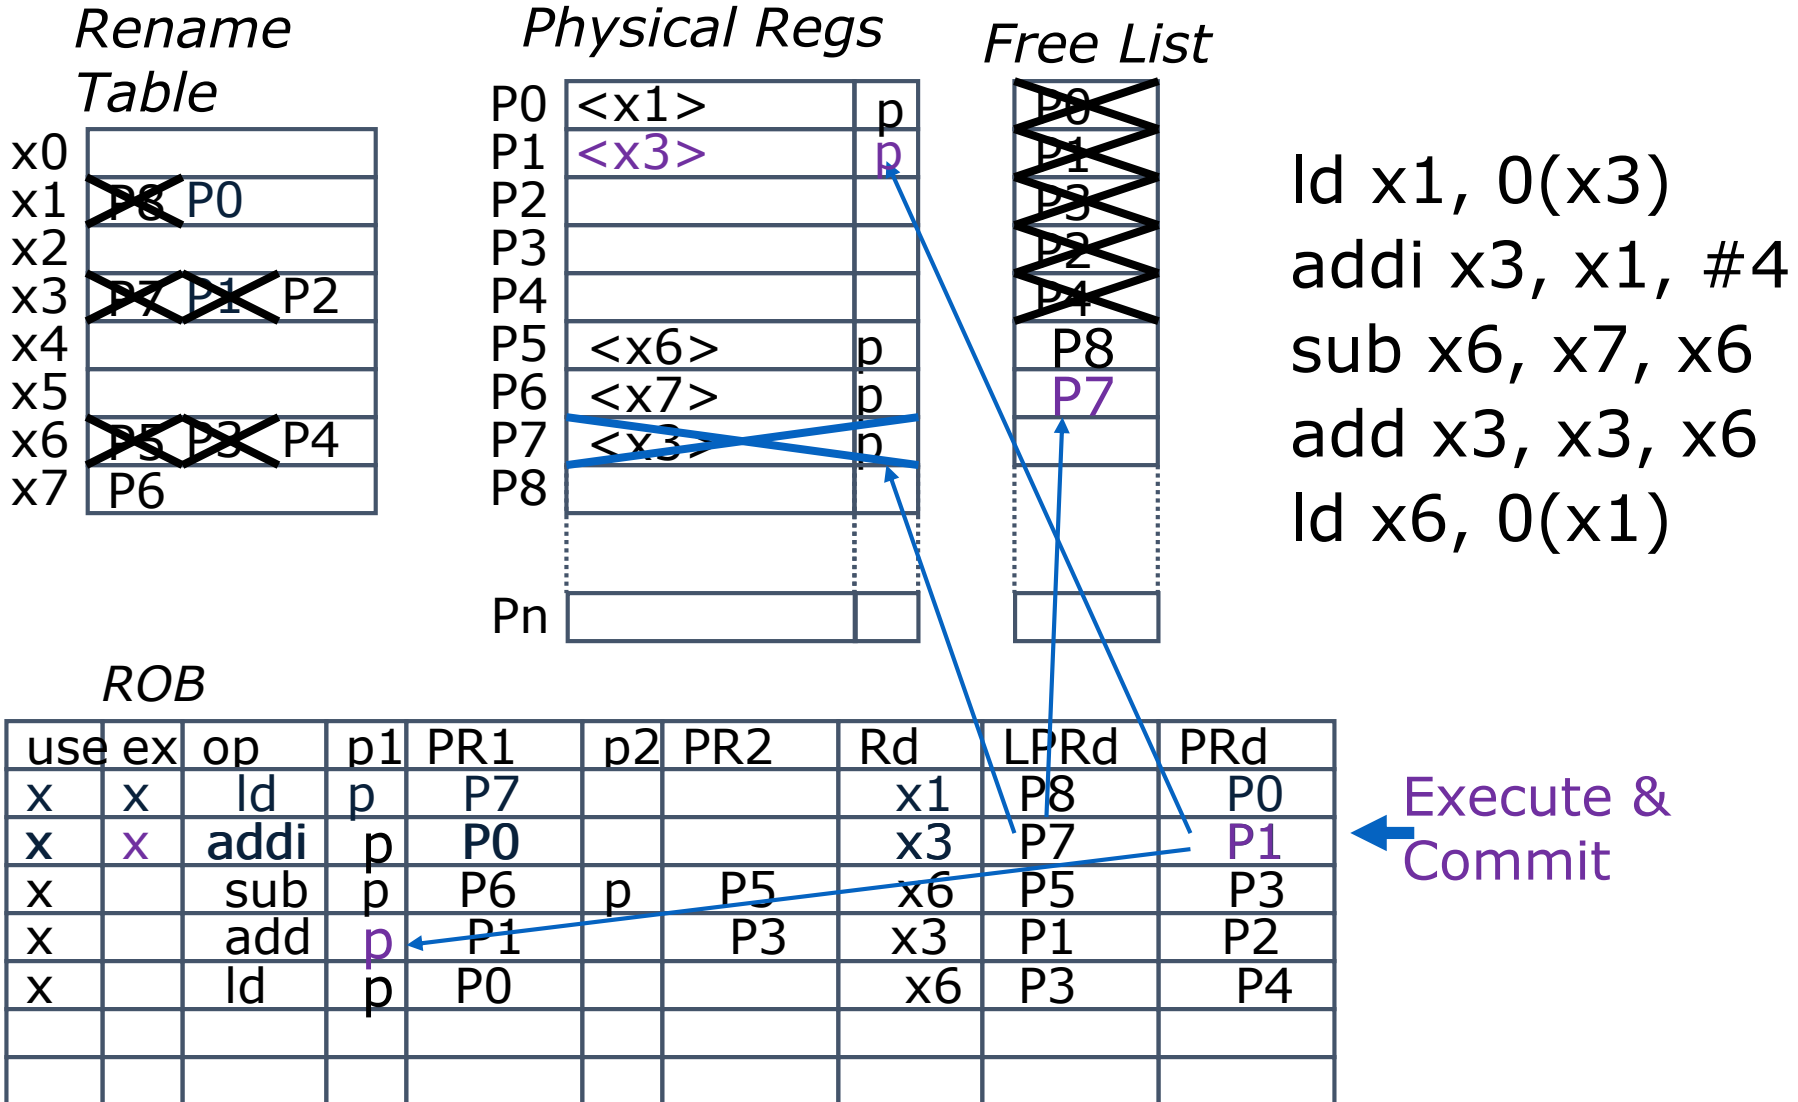 Rename
Table
Physical Regs
Free List
x0
x1 P8 P0
x2
x3 P7 P1 P2
x4
x5
x6 P5 P3 P4
x7 P6
P0 <x1> p
P1 <x3> p
P2
P3
P4
P5 <x6> p
P6 <x7> p
P7 <x3> p
P8
Pn
P0
P1
P3
P2
P4
P8
P7
ld x1, 0(x3)
addi x3, x1, #4
sub x6, x7, x6
add x3, x3, x6
ld x6, 0(x1)
ROB
use ex op p1 PR1 p2 PR2 Rd LPRd PRd
x x ld p P7 x1 P8 P0
x x addi p P0 x3 P7 P1
x sub p P6 p P5 x6 P5 P3
x add p P1 P3 x3 P1 P2
x ld p P0 x6 P3 P4
Execute &
Commit